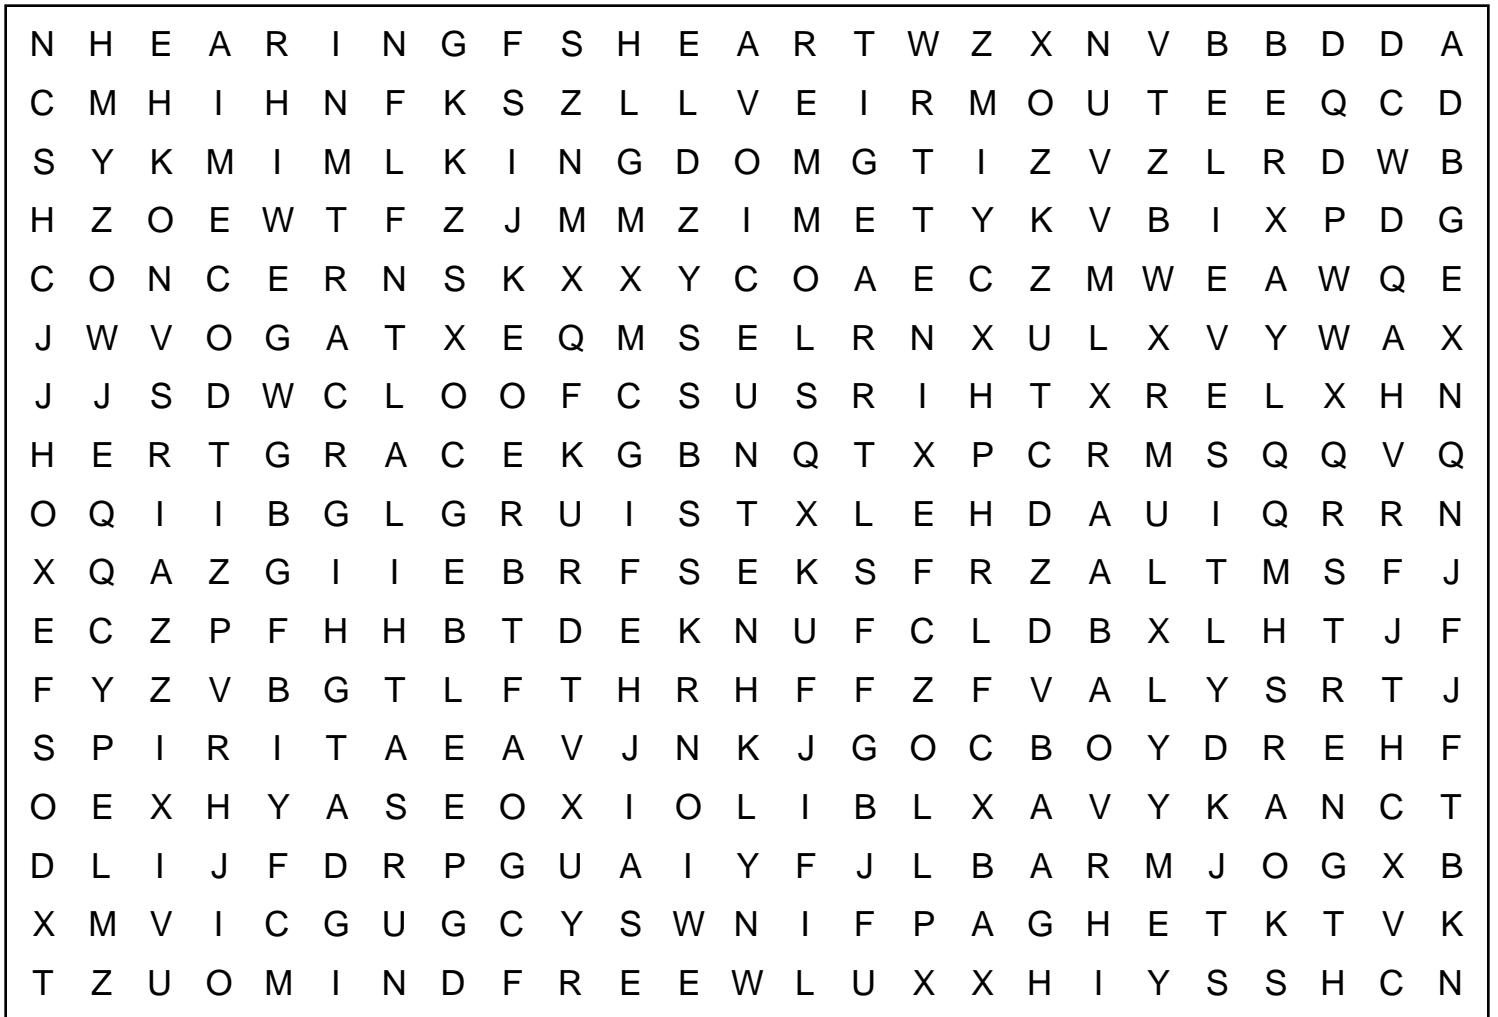 N H E A R I N G F S H E A R T W Z X N V B B D D A
C M H I H N F K S Z L L V E I R M O U T E E Q C D
S Y K M I M L K I N G D O M G T I Z V Z L R D W B
H Z O E W T F Z J M M Z I M E T Y K V B I X P D G
C O N C E R N S K X X Y C O A E C Z M W E A W Q E
J W V O G A T X E Q M S E L R N X U L X V Y W A X
J J S D W C L O O F C S U S R I H T X R E L X H N
H E R T G R A C E K G B N Q T X P C R M S Q Q V Q
O Q I I B G L G R U I S T X L E H D A U I Q R R N
X Q A Z G I I E B R F S E K S F R Z A L T M S F J
E C Z P F H H B T D E K N U F C L D B X L H T J F
F Y Z V B G T L F T H R H F F Z F V A L Y S R T J
S P I R I T A E A V J N K J G O C B O Y D R E H F
O E X H Y A S E O X I O L I B L X A V Y K A N C T
D L I J F D R P G U A I Y F J L B A R M J O G X B
X M V I C G U G C Y S W N I F P A G H E T K T V K
T Z U O M I N D F R E E W L U X X H I Y S S H C N